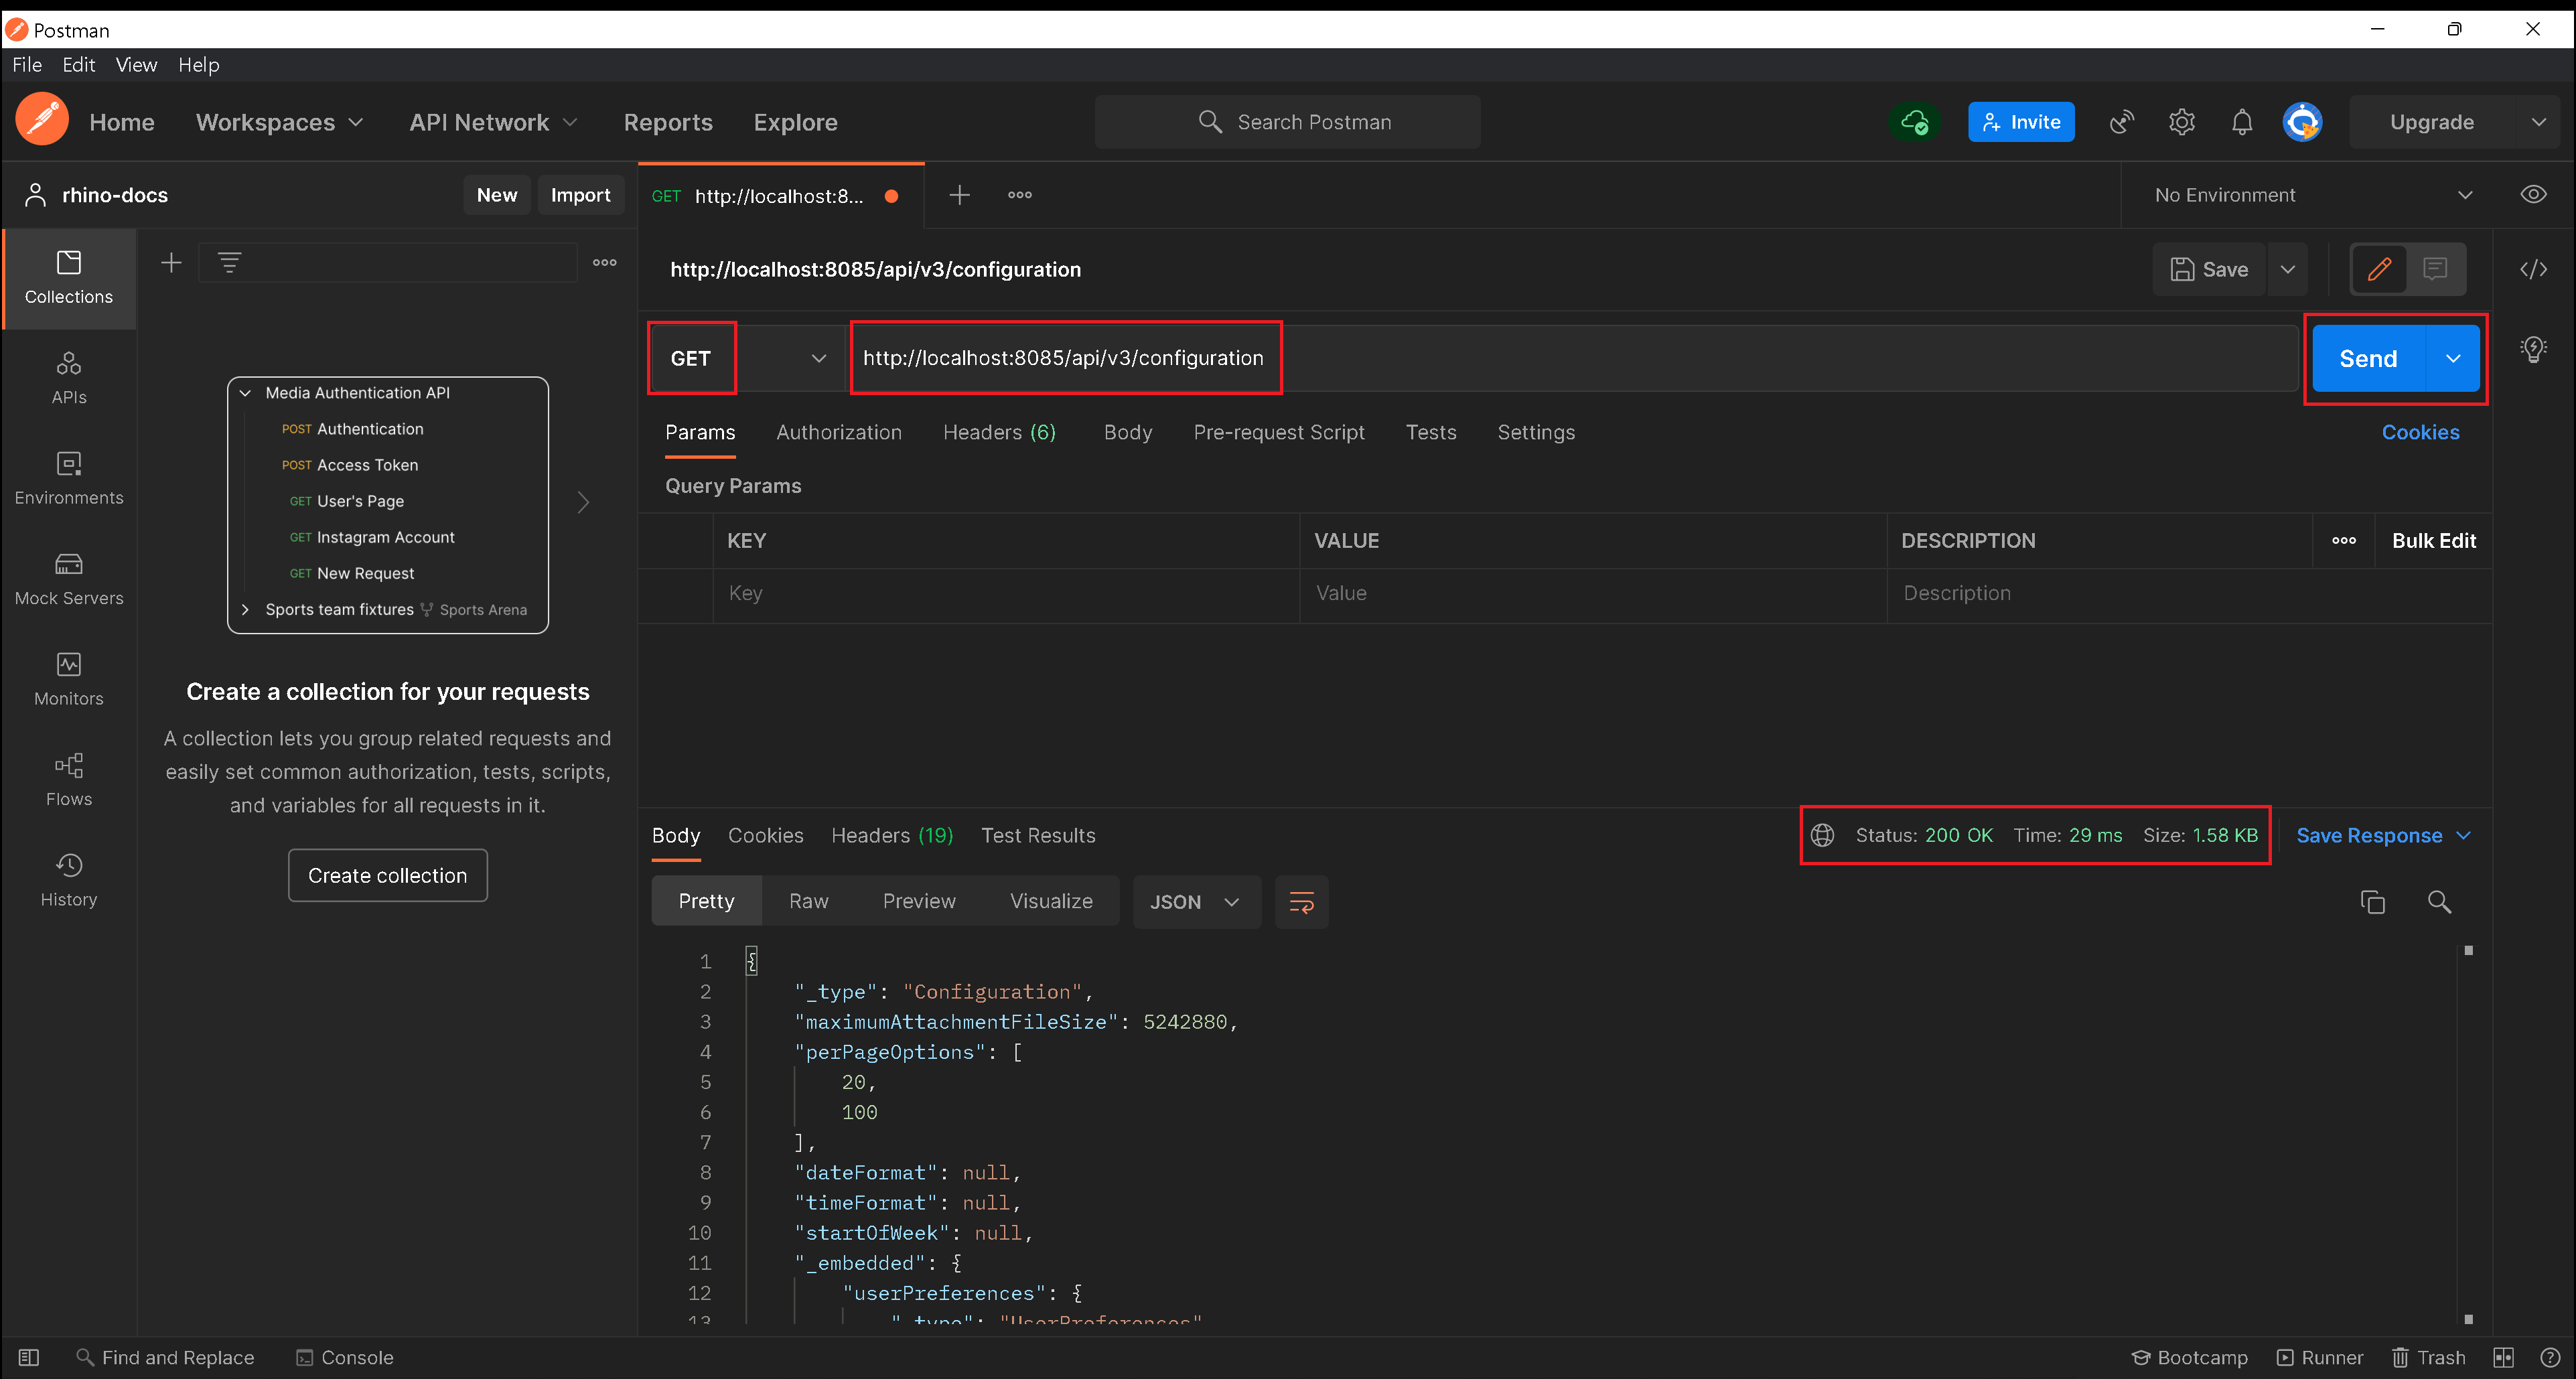 Postman
File Edit View Help
Home Workspaces API Network Reports Explore Search Postman Invite Upgrade
rhino-docs New Import GET http://localhost:8... No Environment
Collections
APIs
Environments
Mock Servers
Monitors
Flows
History
Media Authentication API
POST Authentication
POST Access Token
GET User's Page
GET Instagram Account
GET New Request
Sports team fixtures Sports Arena
Create a collection for your requests
A collection lets you group related requests and
easily set common authorization, tests, scripts,
and variables for all requests in it.
Create collection
http://localhost:8085/api/v3/configuration Save
GET http://localhost:8085/api/v3/configuration Send
Params Authorization Headers (6) Body Pre-request Script Tests Settings Cookies
Query Params
KEY VALUE DESCRIPTION Bulk Edit
Key Value Description
Body Cookies Headers (19) Test Results Status: 200 OK Time: 29 ms Size: 1.58 KB Save Response
Pretty Raw Preview Visualize JSON
1 {
2 "_type": "Configuration",
3 "maximumAttachmentFileSize": 5242880,
4 "perPageOptions": [
5 20,
6 100
7 ],
8 "dateFormat": null,
9 "timeFormat": null,
10 "startOfWeek": null,
11 "_embedded": {
12 "userPreferences": {
13 "_type": "UserPreferences"
Find and Replace Console Bootcamp Runner Trash